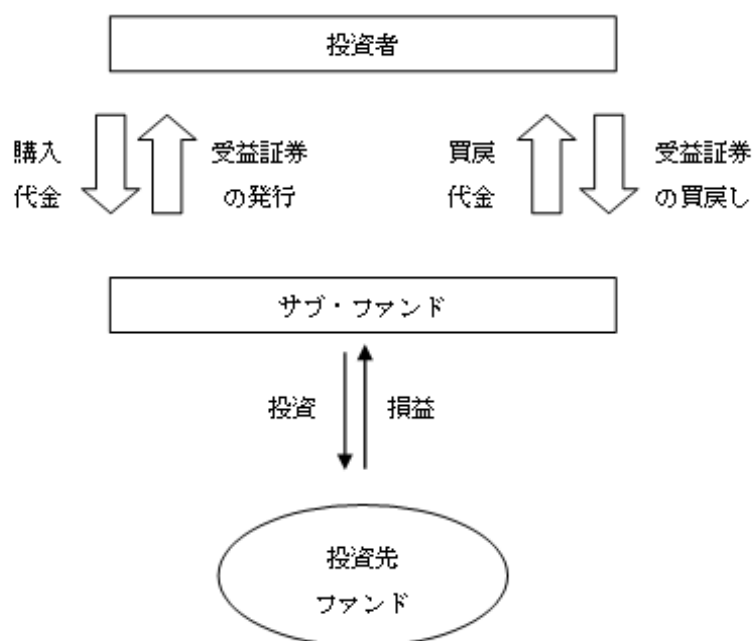 投資者
購入
代金
受益証券
の発行
買戻
代金
受益証券
の買戻し
サブ・ファンド
投資
損益
投資先
ファンド